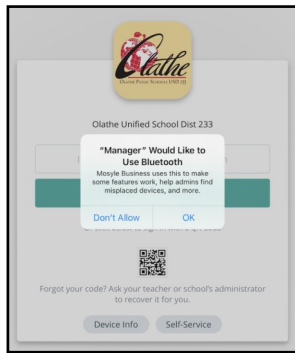 Olathe
Olathe Public Schools USD 233
Olathe Unified School Dist 233
“Manager” Would Like to
Use Bluetooth
Mosyle Business uses this to make
some features work, help admins find
misplaced devices, and more.
Don't Allow
OK
Forgot your code? Ask your teacher or school's administrator
to recover it for you.
Device Info
Self-Service